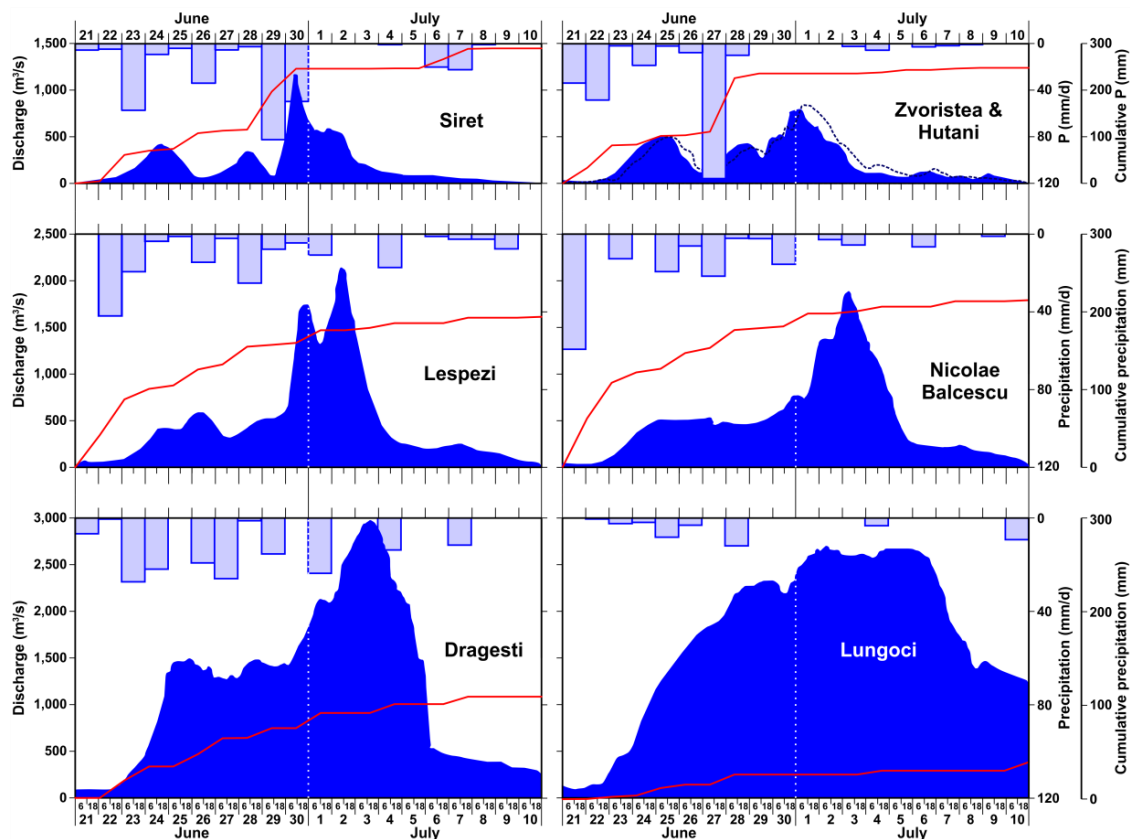 June July June July
21 22 23 24 25 26 27 28 29 30 1 2 3 4 5 6 7 8 9 10 21 22 23 24 25 26 27 28 29 30 1 2 3 4 5 6 7 8 9 10
Discharge (m³/s)
1,500
1,000
500
0
Siret
Zvoristea &
Hutani
0
40
80
120
P (mm/d)
300
200
100
0
Cumulative P (mm)
Discharge (m³/s)
2,500
2,000
1,500
1,000
500
0
Lespezi
Nicolae
Balcescu
0
40
80
120
Precipitation (mm/d)
300
200
100
0
Cumulative precipitation (mm)
Discharge (m³/s)
3,000
2,500
2,000
1,500
1,000
500
0
Dragesti
Lungoci
0
40
80
120
Precipitation (mm/d)
300
200
100
0
Cumulative precipitation (mm)
6 18 6 18 6 18 6 18 6 18 6 18 6 18 6 18 6 18 6 18 6 18 6 18 6 18 6 18 6 18 6 18 6 18 6 18 6 18 6 18 6 18 6 18 6 18 6 18 6 18 6 18 6 18 6 18 6 18 6 18 6 18 6 18 6 18 6 18 6 18 6 18 6 18 6 18 6 18 6 18
21 22 23 24 25 26 27 28 29 30 1 2 3 4 5 6 7 8 9 10 21 22 23 24 25 26 27 28 29 30 1 2 3 4 5 6 7 8 9 10
June July June July